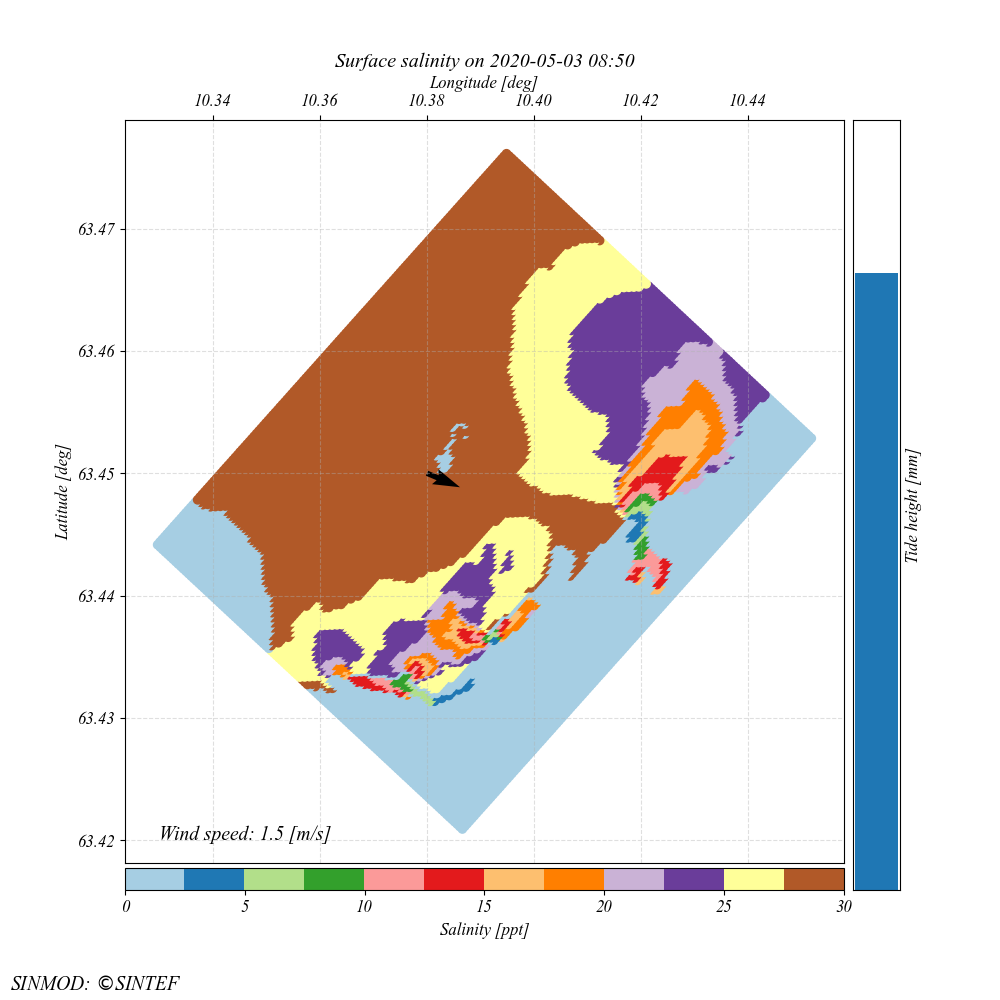 Surface salinity on 2020-05-03 08:50
Longitude [deg]
10.34 10.36 10.38 10.40 10.42 10.44
63.47
63.46
63.45
63.44
63.43
63.42
Latitude [deg]
Tide height [mm]
Wind speed: 1.5 [m/s]
0 5 10 15 20 25 30
Salinity [ppt]
SINMOD: ©SINTEF